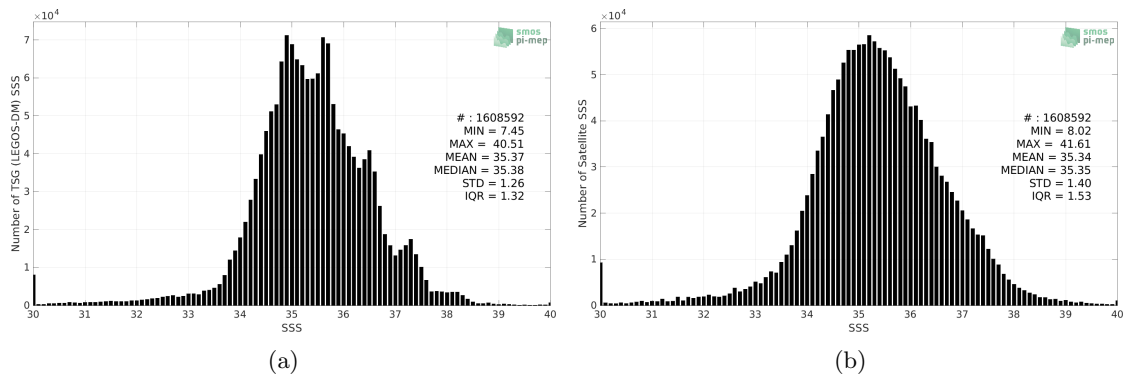 ×10⁴
7
6
5
4
3
2
1
0
Number of TSG (LEGOS-DM) SSS
30 31 32 33 34 35 36 37 38 39 40
SSS
smos
pi-mep
# : 1608592
MIN = 7.45
MAX = 40.51
MEAN = 35.37
MEDIAN = 35.38
STD = 1.26
IQR = 1.32
(a)
×10⁴
6
5
4
3
2
1
0
Number of Satellite SSS
30 31 32 33 34 35 36 37 38 39 40
SSS
smos
pi-mep
# : 1608592
MIN = 8.02
MAX = 41.61
MEAN = 35.34
MEDIAN = 35.35
STD = 1.40
IQR = 1.53
(b)